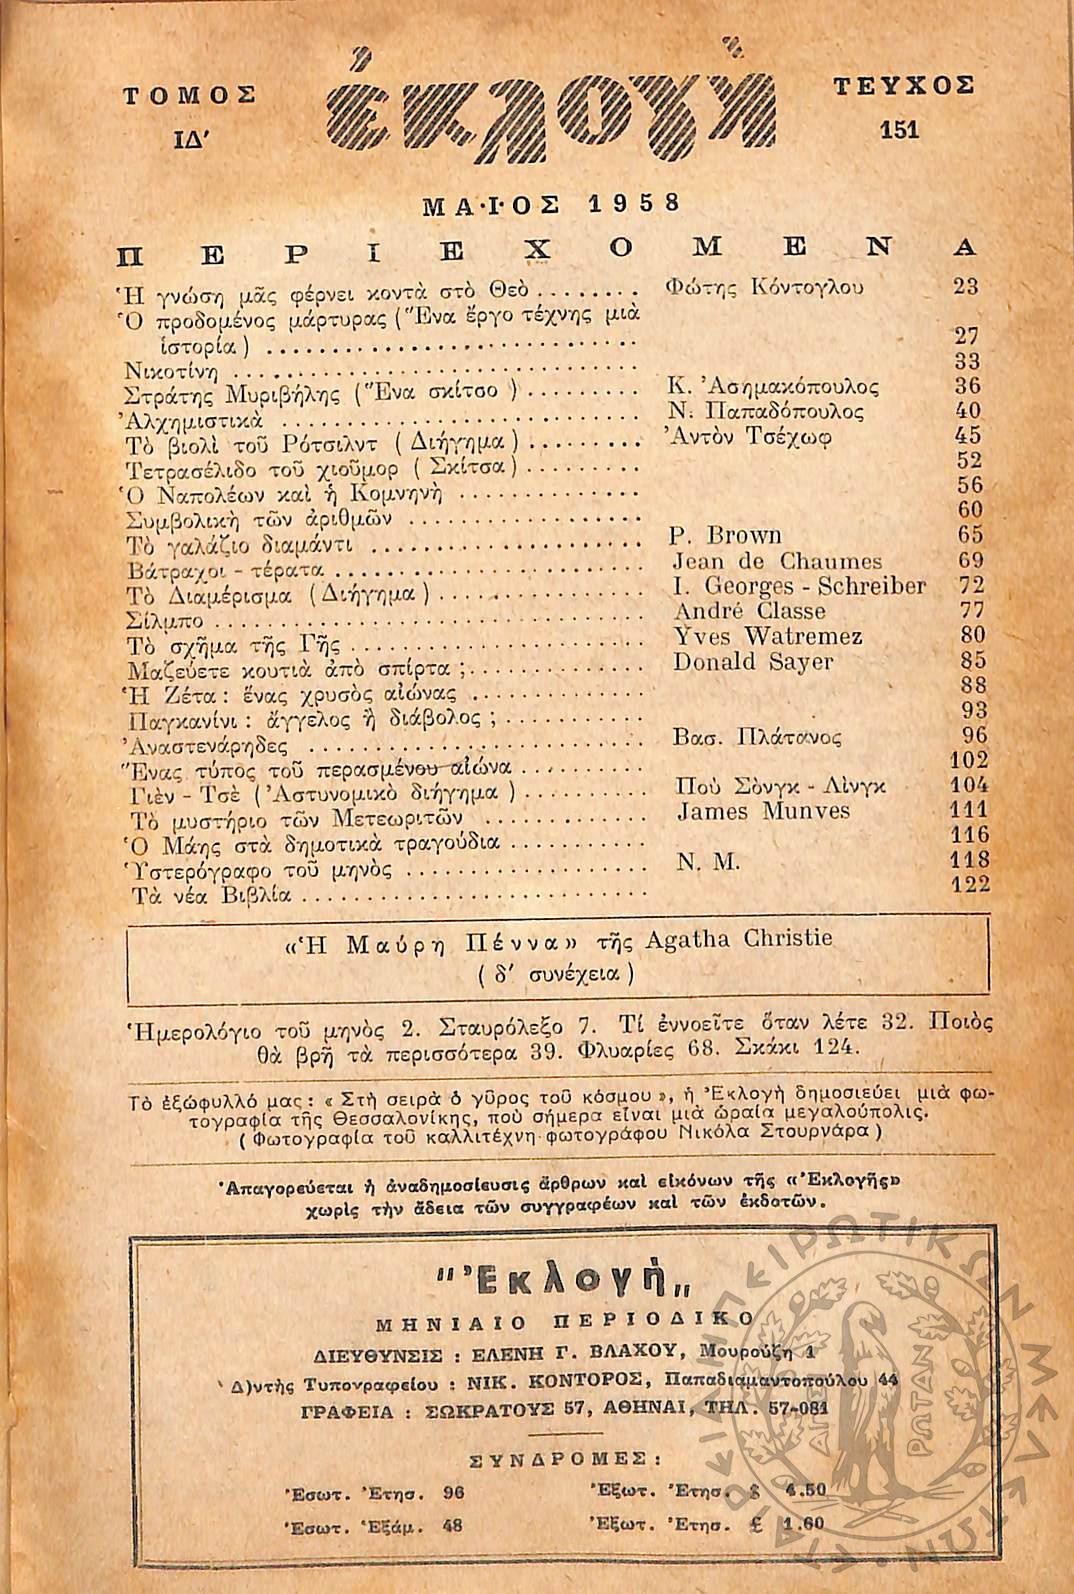 ΤΟΜΟΣ
ΙΔ'
ἐκλογὴ
ΤΕΥΧΟΣ
151
ΜΑ·Ι·ΟΣ 1958
ΠΕΡΙΕΧΟΜΕΝΑ
Ἡ γνώση μᾶς φέρνει κοντὰ στὸ Θεὸ ........ Φώτης Κόντογλου 23
Ὁ προδομένος μάρτυρας (Ἕνα ἔργο τέχνης μιὰ
ἱστορία) .............................. 27
Νικοτίνη .............................. 33
Στράτης Μυριβήλης (Ἕνα σκίτσο) ......... Κ. Ἀσημακόπουλος 36
Ἀλχημιστικὰ ........................... Ν. Παπαδόπουλος 40
Τὸ βιολὶ τοῦ Ρότσιλντ (Διήγημα) ......... Ἀντὸν Τσέχωφ 45
Τετρασέλιδο τοῦ χιοῦμορ (Σκίτσα) ......... 52
Ὁ Ναπολέων καὶ ἡ Κομνηνὴ .............. 56
Συμβολικὴ τῶν ἀριθμῶν .................. 60
Τὸ γαλάζιο διαμάντι ..................... P. Brown 65
Βάτραχοι - τέρατα ........................ Jean de Chaumes 69
Τὸ Διαμέρισμα (Διήγημα) ................ I. Georges - Schreiber 72
Σίλμπο ................................. André Classe 77
Τὸ σχῆμα τῆς Γῆς ....................... Yves Watremez 80
Μαζεύετε κουτιὰ ἀπὸ σπίρτα ;............. Donald Sayer 85
Ἡ Ζέτα : ἕνας χρυσὸς αἰώνας ............. 88
Παγκανίνι : ἄγγελος ἢ διάβολος ; ........... 93
Ἀναστενάρηδες .......................... Βασ. Πλάτανος 96
Ἕνας τύπος τοῦ περασμένου αἰώνα ......... 102
Γιὲν - Τσὲ (Ἀστυνομικὸ διήγημα) .......... Ποὺ Σὸνγκ - Λὶνγκ 104
Τὸ μυστήριο τῶν Μετεωριτῶν ............. James Munves 111
Ὁ Μάης στὰ δημοτικὰ τραγούδια ........... 116
Ὑστερόγραφο τοῦ μηνὸς .................. Ν. Μ. 118
Τὰ νέα Βιβλία .......................... 122
«Ἡ Μαύρη Πέννα» τῆς Agatha Christie
(δ' συνέχεια)
Ἡμερολόγιο τοῦ μηνὸς 2. Σταυρόλεξο 7. Τί ἐννοεῖτε ὅταν λέτε 32. Ποιὸς
θὰ βρῇ τὰ περισσότερα 39. Φλυαρίες 68. Σκάκι 124.
Τὸ ἐξώφυλλό μας : « Στὴ σειρὰ ὁ γῦρος τοῦ κόσμου », ἡ Ἐκλογὴ δημοσιεύει μιὰ φω-
τογραφία τῆς Θεσσαλονίκης, ποὺ σήμερα εἶναι μιὰ ὡραία μεγαλούπολις.
(Φωτογραφία τοῦ καλλιτέχνη φωτογράφου Νικόλα Στουρνάρα)
Ἀπαγορεύεται ἡ ἀναδημοσίευσις ἄρθρων καὶ εἰκόνων τῆς «Ἐκλογῆς»
χωρὶς τὴν ἄδεια τῶν συγγραφέων καὶ τῶν ἐκδοτῶν.
"Ἐκλογὴ„
ΜΗΝΙΑΙΟ ΠΕΡΙΟΔΙΚΟ
ΔΙΕΥΘΥΝΣΙΣ : ΕΛΕΝΗ Γ. ΒΛΑΧΟΥ, Μουρούζη 1
Δ)ντὴς Τυπογραφείου : ΝΙΚ. ΚΟΝΤΟΡΟΣ, Παπαδιαμαντοπούλου 44
ΓΡΑΦΕΙΑ : ΣΩΚΡΑΤΟΥΣ 57, ΑΘΗΝΑΙ, ΤΗΛ. 57-081
ΣΥΝΔΡΟΜΕΣ :
Ἐσωτ. Ἐτησ. 96 Ἐξωτ. Ἐτησ. $ 4.50
Ἐσωτ. Ἑξάμ. 48 Ἐξωτ. Ἐτησ. £ 1.60
ΕΤΑΙΡΕΙΑ ΗΠΕΙΡΩΤΙΚΩΝ ΜΕΛΕΤΩΝ
ΑΠΕΙ ΡΩΤΑΝ